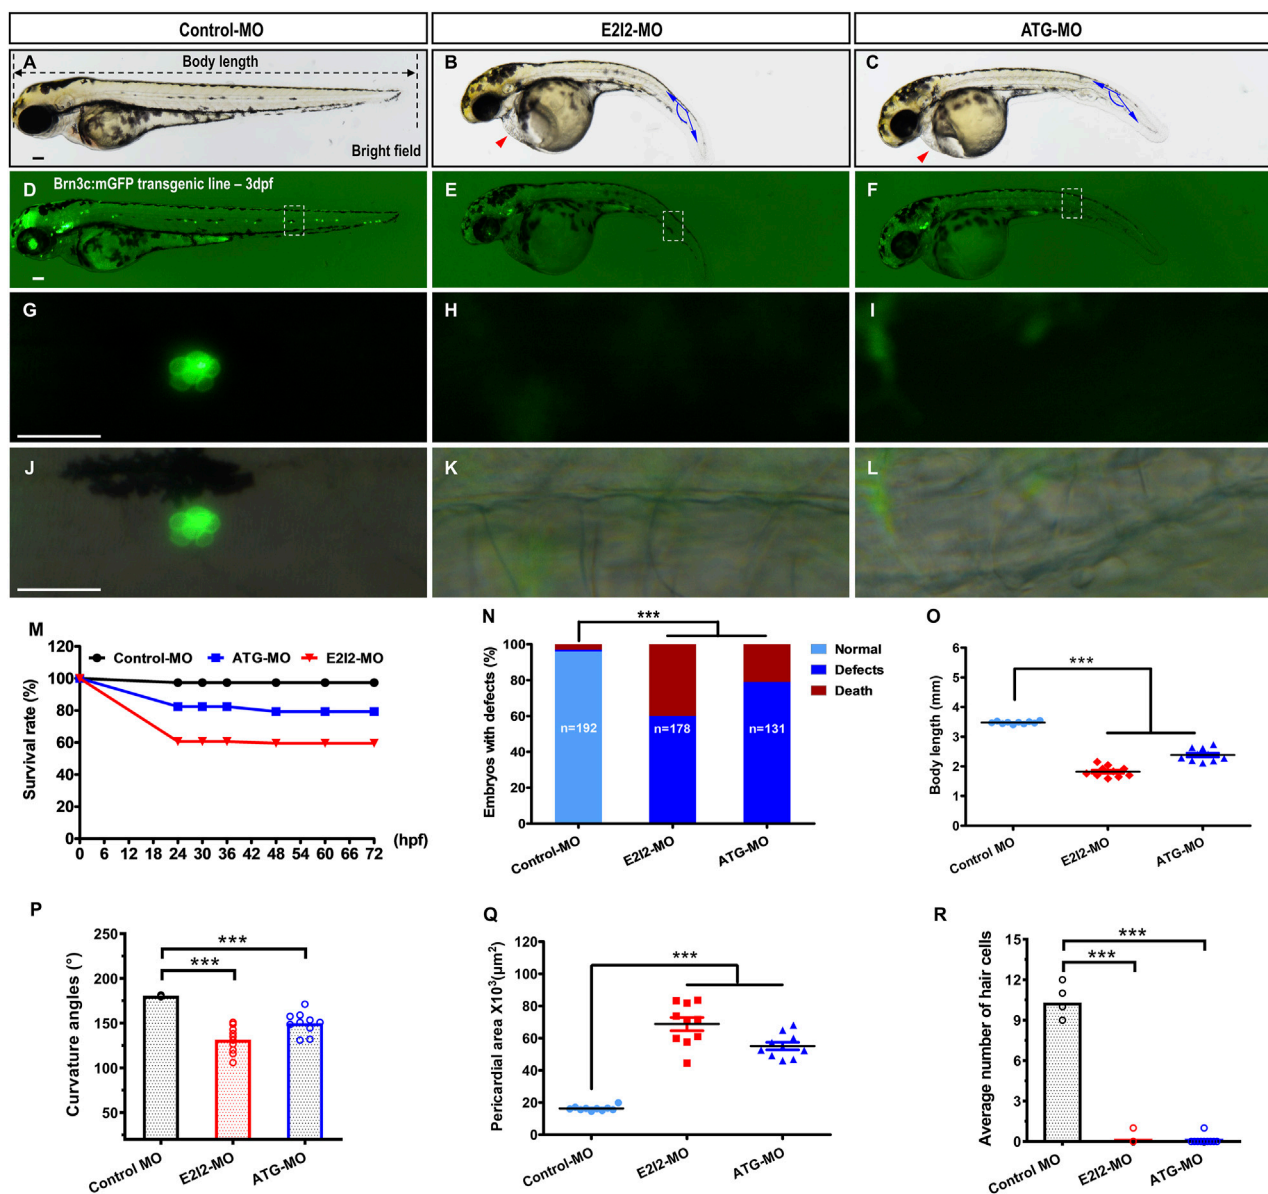 Control-MO
E2I2-MO
ATG-MO
A
Body length
Bright field
B
C
D
Brn3c:mGFP transgenic line – 3dpf
E
F
G
H
I
J
K
L
M
Survival rate (%)
120
100
80
60
40
20
0
Control-MO
ATG-MO
E2I2-MO
0 6 12 18 24 30 36 42 48 54 60 66 72
(hpf)
N
Embryos with defects (%)
100
80
60
40
20
0
***
n=192
n=178
n=131
Normal
Defects
Death
Control-MO
E2I2-MO
ATG-MO
O
Body length (mm)
6
5
4
3
2
1
0
***
Control MO
E2I2-MO
ATG-MO
P
Curvature angles (°)
250
200
150
100
50
***
***
Control MO
E2I2-MO
ATG-MO
Q
Pericardial area X10³(μm²)
120
100
80
60
40
20
0
***
Control-MO
E2I2-MO
ATG-MO
R
Average number of hair cells
15
12
9
6
3
0
***
***
Control MO
E2I2-MO
ATG-MO